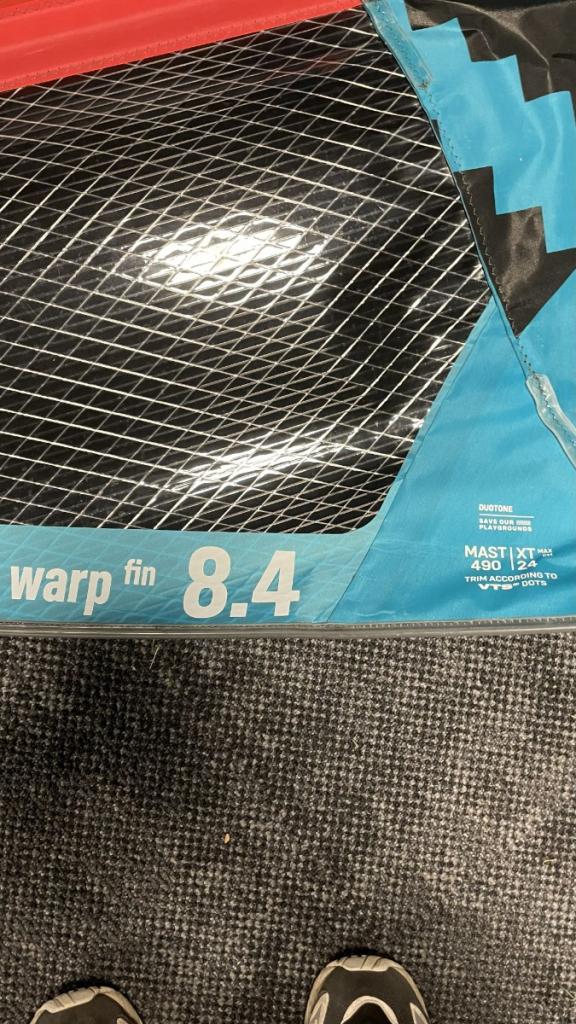 warp fin 8.4
DUOTONE
SAVE OUR
PLAYGROUNDS
MAST XT MAX
490 24
TRIM ACCORDING TO
VTS DOTS